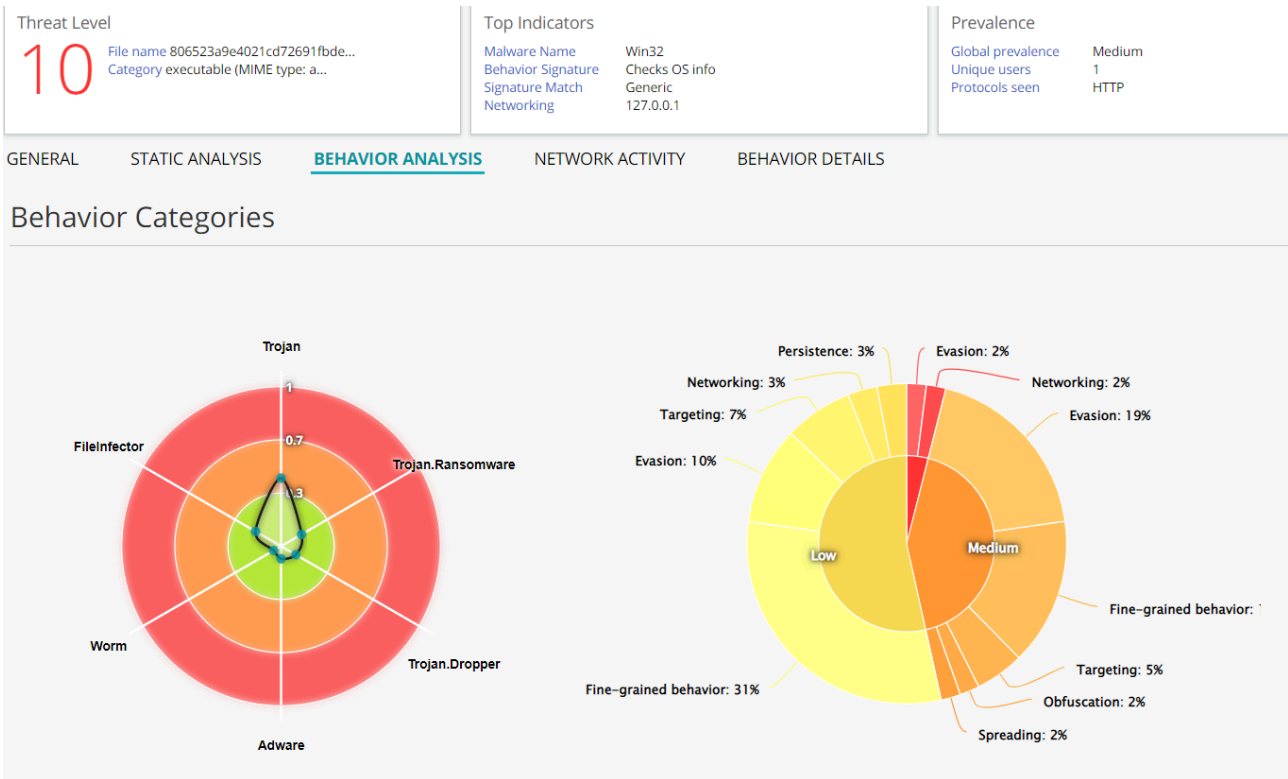 Threat Level
10
File name 806523a9e4021cd72691fbde...
Category executable (MIME type: a...
Top Indicators
Malware Name Win32
Behavior Signature Checks OS info
Signature Match Generic
Networking 127.0.0.1
Prevalence
Global prevalence Medium
Unique users 1
Protocols seen HTTP
GENERAL STATIC ANALYSIS BEHAVIOR ANALYSIS NETWORK ACTIVITY BEHAVIOR DETAILS
Behavior Categories
Trojan
1
0.7
0.3
FileInfector
Trojan.Ransomware
Worm
Trojan.Dropper
Adware
Persistence: 3%
Evasion: 2%
Networking: 3%
Networking: 2%
Targeting: 7%
Evasion: 19%
Evasion: 10%
Low
Medium
Fine-grained behavior:
Fine-grained behavior: 31%
Targeting: 5%
Obfuscation: 2%
Spreading: 2%